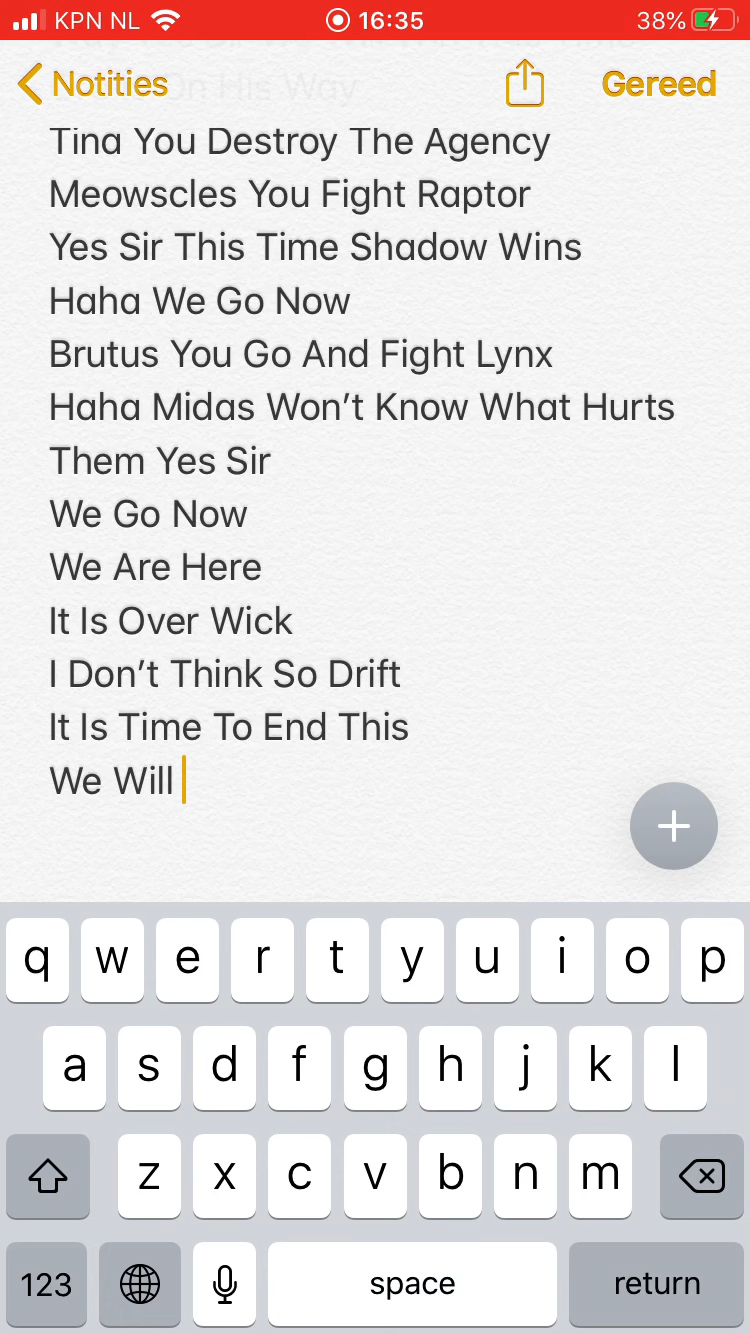 KPN NL 16:35 38%
On His Way
Notities Gereed
Tina You Destroy The Agency
Meowscles You Fight Raptor
Yes Sir This Time Shadow Wins
Haha We Go Now
Brutus You Go And Fight Lynx
Haha Midas Won’t Know What Hurts
Them Yes Sir
We Go Now
We Are Here
It Is Over Wick
I Don’t Think So Drift
It Is Time To End This
We Will
+
q w e r t y u i o p
a s d f g h j k l
z x c v b n m
123 space return